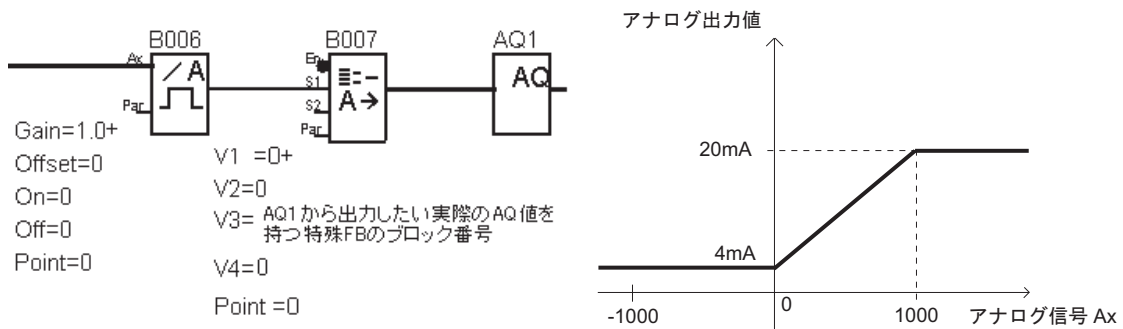 B006
B007
AQ1
Ax
/A
Par
En
S1
S2
Par
A→
AQ
Gain=1.0+
Offset=0
On=0
Off=0
Point=0
V1 =0+
V2=0
V3= AQ1から出力したい実際のAQ値を
持つ特殊FBのブロック番号
V4=0
Point =0
アナログ出力値
20mA
4mA
-1000
0
1000
アナログ信号 Ax